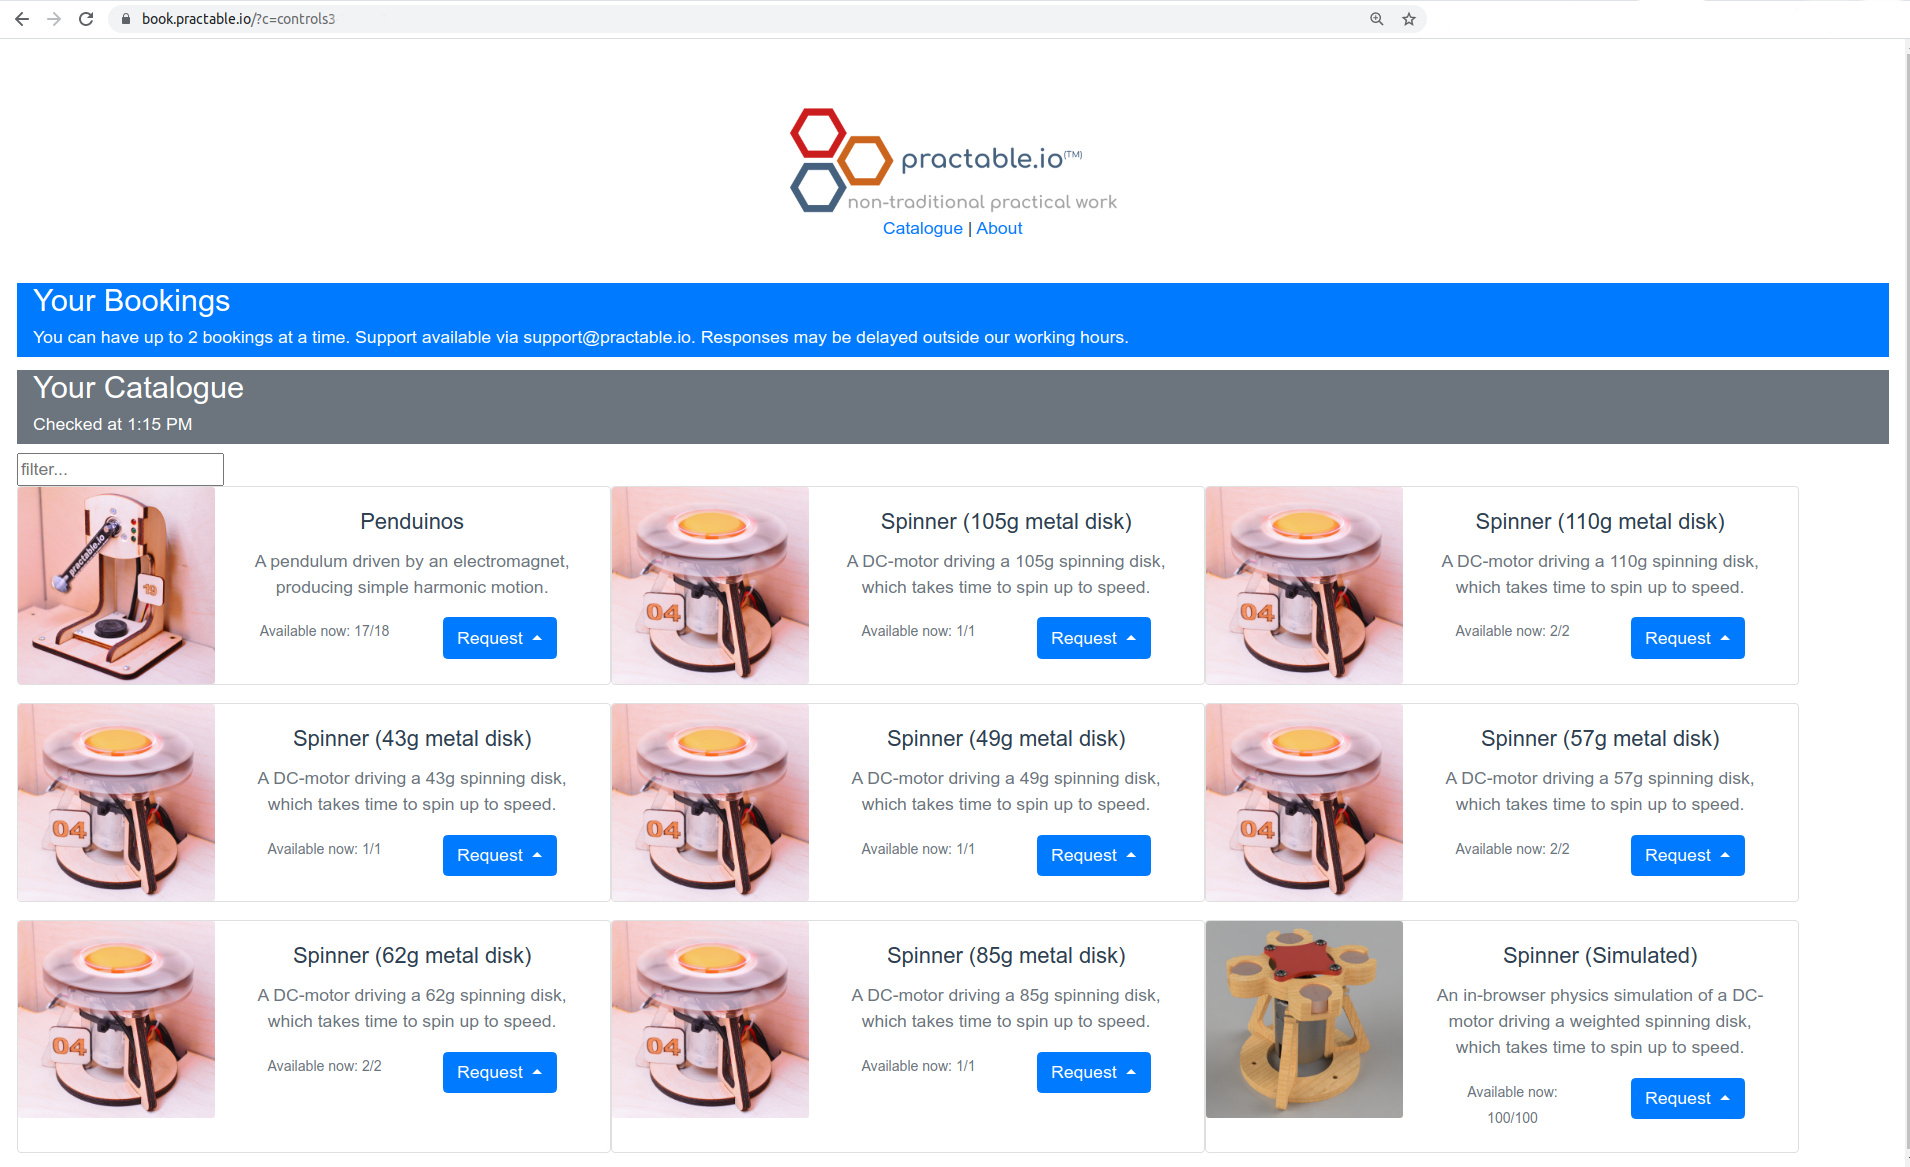 book.practable.io/?c=controls3
practable.io(TM)
non-traditional practical work
Catalogue | About
Your Bookings
You can have up to 2 bookings at a time. Support available via support@practable.io. Responses may be delayed outside our working hours.
Your Catalogue
Checked at 1:15 PM
filter...
practable.io
19
Penduinos
A pendulum driven by an electromagnet,
producing simple harmonic motion.
Available now: 17/18
Request
04
Spinner (105g metal disk)
A DC-motor driving a 105g spinning disk,
which takes time to spin up to speed.
Available now: 1/1
Request
04
Spinner (110g metal disk)
A DC-motor driving a 110g spinning disk,
which takes time to spin up to speed.
Available now: 2/2
Request
04
Spinner (43g metal disk)
A DC-motor driving a 43g spinning disk,
which takes time to spin up to speed.
Available now: 1/1
Request
04
Spinner (49g metal disk)
A DC-motor driving a 49g spinning disk,
which takes time to spin up to speed.
Available now: 1/1
Request
04
Spinner (57g metal disk)
A DC-motor driving a 57g spinning disk,
which takes time to spin up to speed.
Available now: 2/2
Request
04
Spinner (62g metal disk)
A DC-motor driving a 62g spinning disk,
which takes time to spin up to speed.
Available now: 2/2
Request
04
Spinner (85g metal disk)
A DC-motor driving a 85g spinning disk,
which takes time to spin up to speed.
Available now: 1/1
Request
Spinner (Simulated)
An in-browser physics simulation of a DC-
motor driving a weighted spinning disk,
which takes time to spin up to speed.
Available now:
100/100
Request